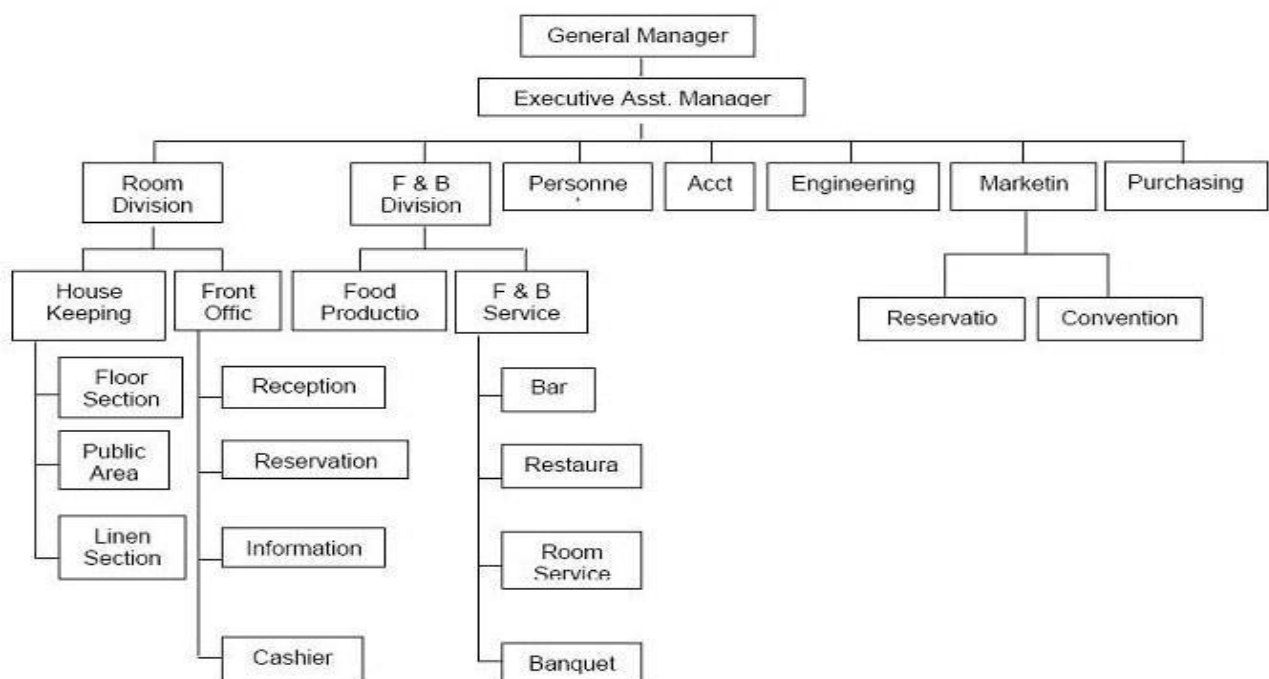 General Manager
Executive Asst. Manager
Room
Division
F & B
Division
Personne
Acct
Engineering
Marketin
Purchasing
House
Keeping
Front
Offic
Food
Productio
F & B
Service
Reservatio
Convention
Floor
Section
Reception
Bar
Public
Area
Reservation
Restaura
Linen
Section
Information
Room
Service
Cashier
Banquet